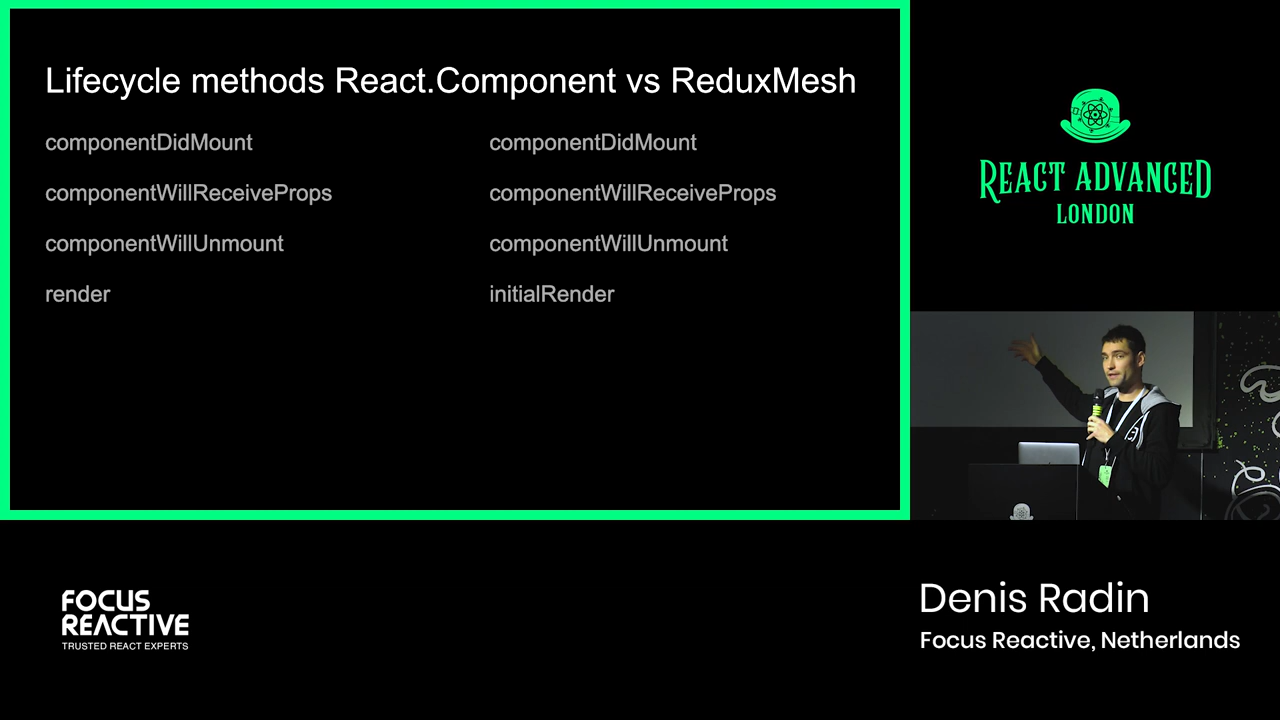 Lifecycle methods React.Component vs ReduxMesh
componentDidMount
componentWillReceiveProps
componentWillUnmount
render
componentDidMount
componentWillReceiveProps
componentWillUnmount
initialRender
REACT ADVANCED
LONDON
FOCUS
REACTIVE
TRUSTED REACT EXPERTS
Denis Radin
Focus Reactive, Netherlands